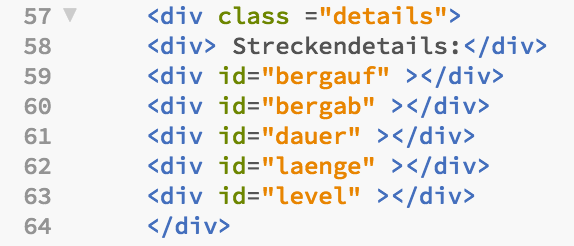 57 ▼ <div class ="details">
58 <div> Streckendetails:</div>
59 <div id="bergauf" ></div>
60 <div id="bergab" ></div>
61 <div id="dauer" ></div>
62 <div id="laenge" ></div>
63 <div id="level" ></div>
64 </div>